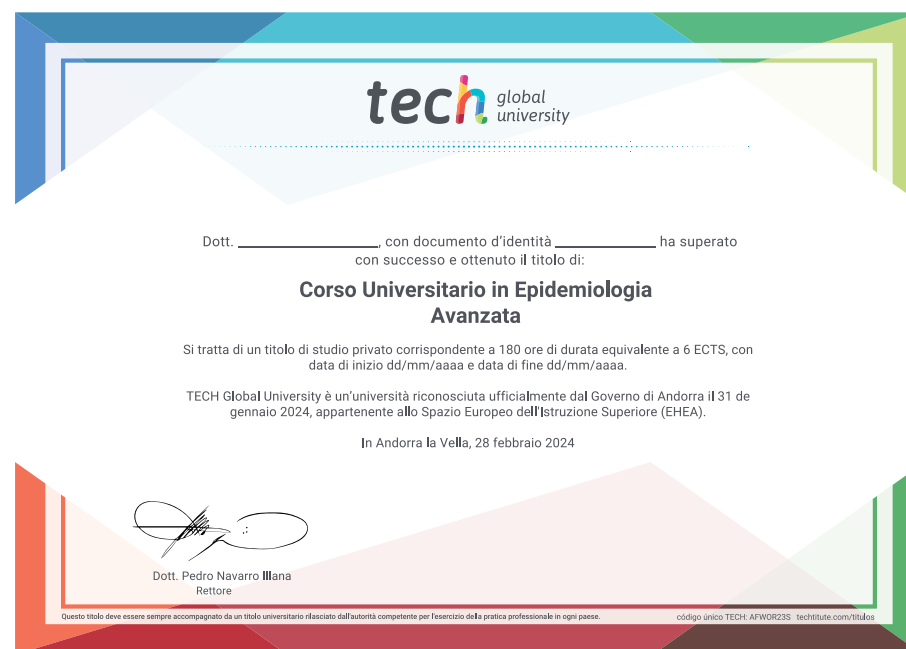 tech global university
Dott. ____________________, con documento d'identità ______________ ha superato
con successo e ottenuto il titolo di:
Corso Universitario in Epidemiologia
Avanzata
Si tratta di un titolo di studio privato corrispondente a 180 ore di durata equivalente a 6 ECTS, con
data di inizio dd/mm/aaaa e data di fine dd/mm/aaaa.
TECH Global University è un'università riconosciuta ufficialmente dal Governo di Andorra il 31 de
gennaio 2024, appartenente allo Spazio Europeo dell'Istruzione Superiore (EHEA).
In Andorra la Vella, 28 febbraio 2024
Dott. Pedro Navarro Illana
Rettore
Questo titolo deve essere sempre accompagnato da un titolo universitario rilasciato dall'autorità competente per l'esercizio della pratica professionale in ogni paese.
código único TECH: AFWOR23S techtitute.com/titulos